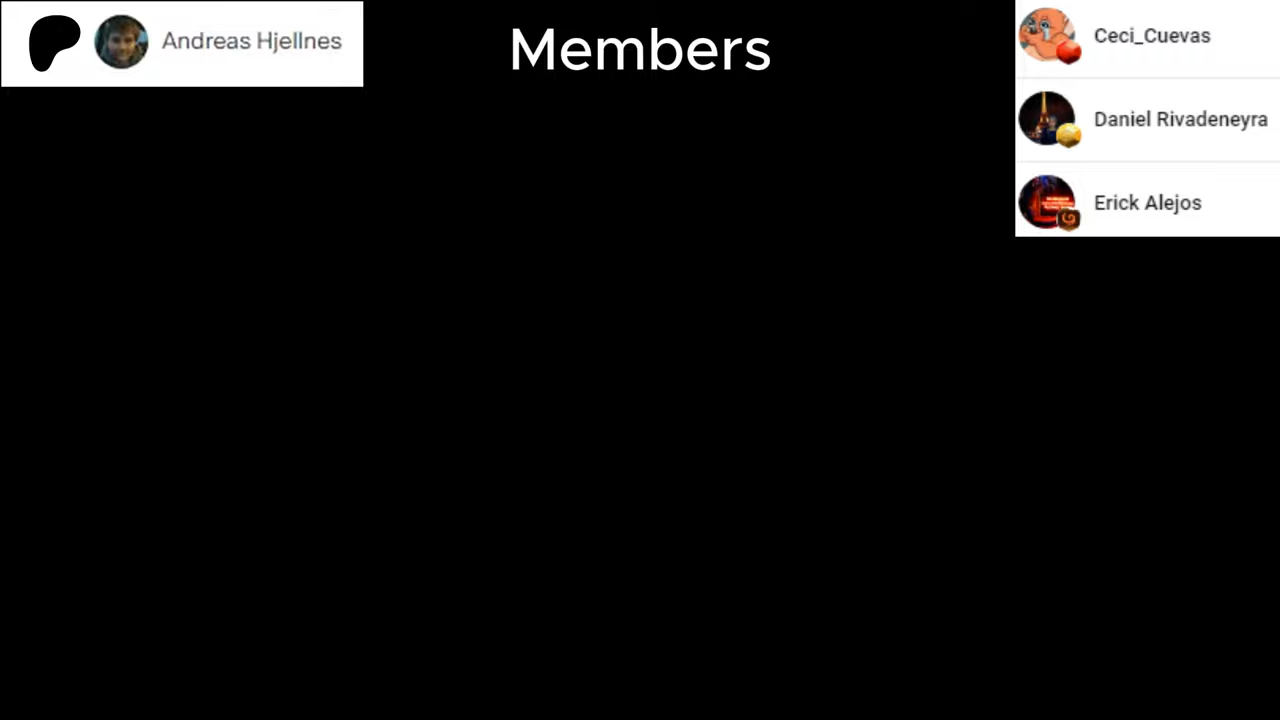 Andreas Hjellnes
Members
Ceci_Cuevas
Daniel Rivadeneyra
Erick Alejos